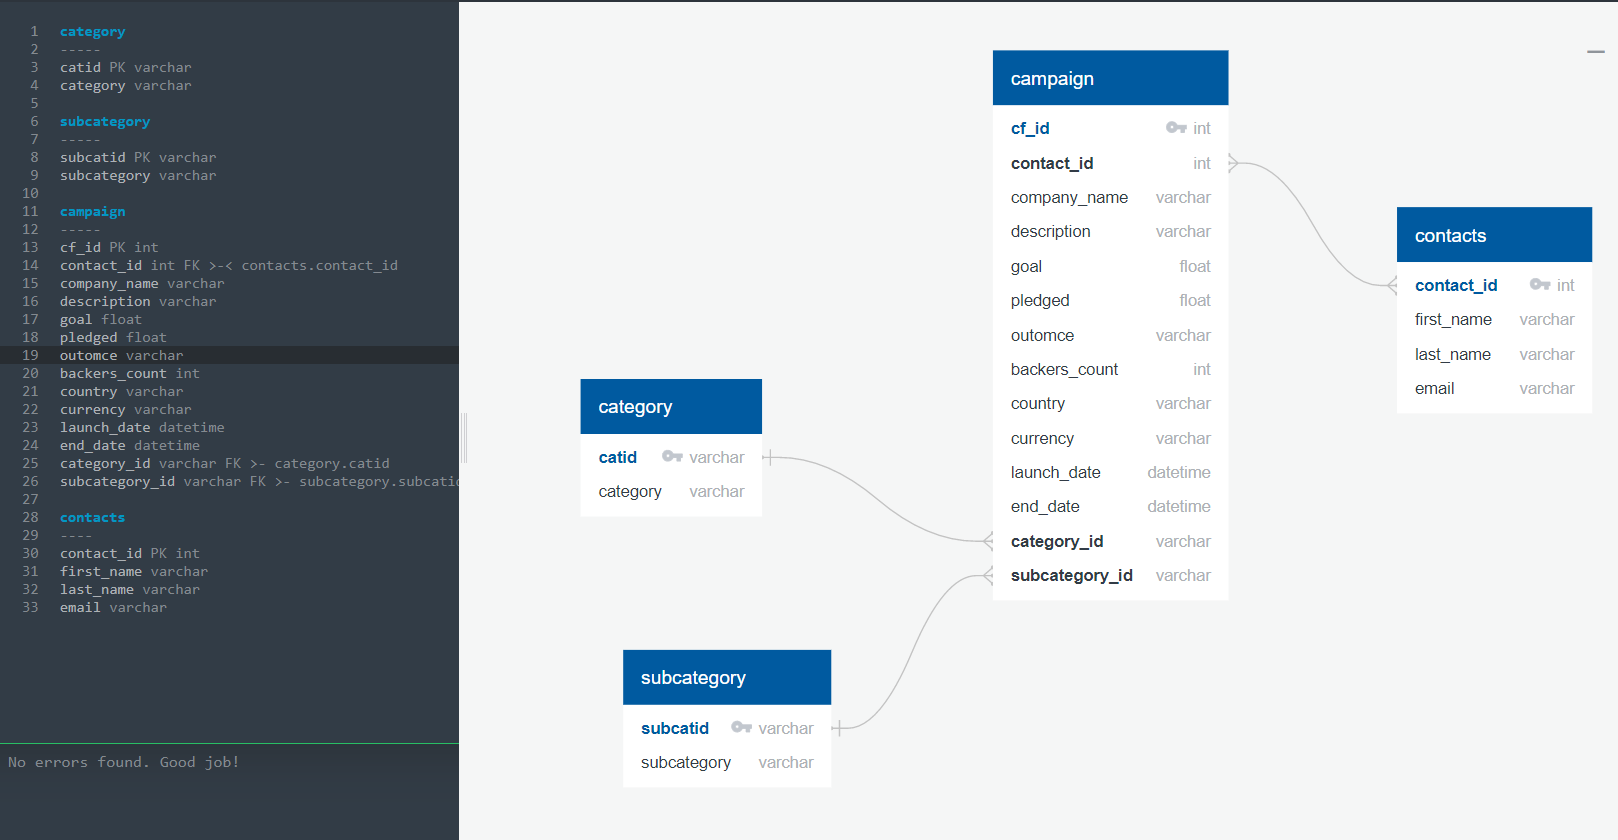 1 category
2 -----
3 catid PK varchar
4 category varchar
5
6 subcategory
7 -----
8 subcatid PK varchar
9 subcategory varchar
10
11 campaign
12 -----
13 cf_id PK int
14 contact_id int FK >-< contacts.contact_id
15 company_name varchar
16 description varchar
17 goal float
18 pledged float
19 outomce varchar
20 backers_count int
21 country varchar
22 currency varchar
23 launch_date datetime
24 end_date datetime
25 category_id varchar FK >- category.catid
26 subcategory_id varchar FK >- subcategory.subcatid
27
28 contacts
29 ----
30 contact_id PK int
31 first_name varchar
32 last_name varchar
33 email varchar
No errors found. Good job!
campaign
cf_id int
contact_id int
company_name varchar
description varchar
goal float
pledged float
outomce varchar
backers_count int
country varchar
currency varchar
launch_date datetime
end_date datetime
category_id varchar
subcategory_id varchar
contacts
contact_id int
first_name varchar
last_name varchar
email varchar
category
catid varchar
category varchar
subcategory
subcatid varchar
subcategory varchar